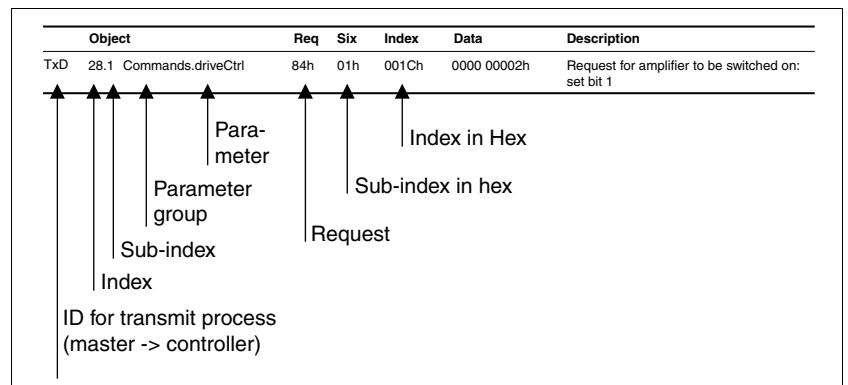 Object Req Six Index Data Description
TxD 28.1 Commands.driveCtrl 84h 01h 001Ch 0000 00002h Request for amplifier to be switched on:
set bit 1
Para-
meter
Index in Hex
Parameter
group
Sub-index in hex
Request
Sub-index
Index
ID for transmit process
(master -> controller)